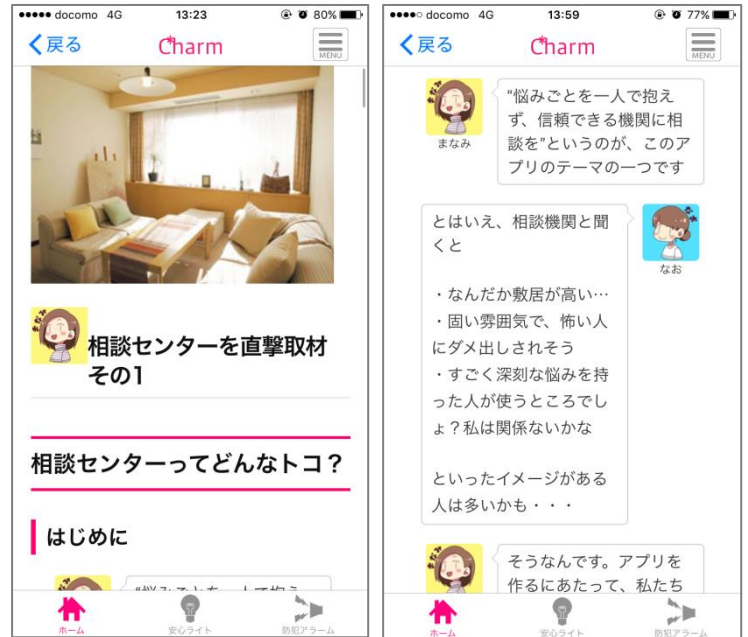 docomo 4G 13:23 80%
戻る Charm MENU
相談センターを直撃取材
その1
相談センターってどんなトコ？
はじめに
ホーム 安心ライト 防犯アラーム
docomo 4G 13:59 77%
戻る Charm MENU
“悩みごとを一人で抱え
ず、信頼できる機関に相
談を”というのが、このア
プリのテーマの一つです
まなみ
とはいえ、相談機関と聞
くと
・なんだか敷居が高い…
・固い雰囲気で、怖い人
にダメ出しされそう
・すごく深刻な悩みを持
った人が使うところでし
ょ？私は関係ないかな
といったイメージがある
人は多いかも・・・
なお
そうなんです。アプリを
作るにあたって、私たち
ホーム 安心ライト 防犯アラーム